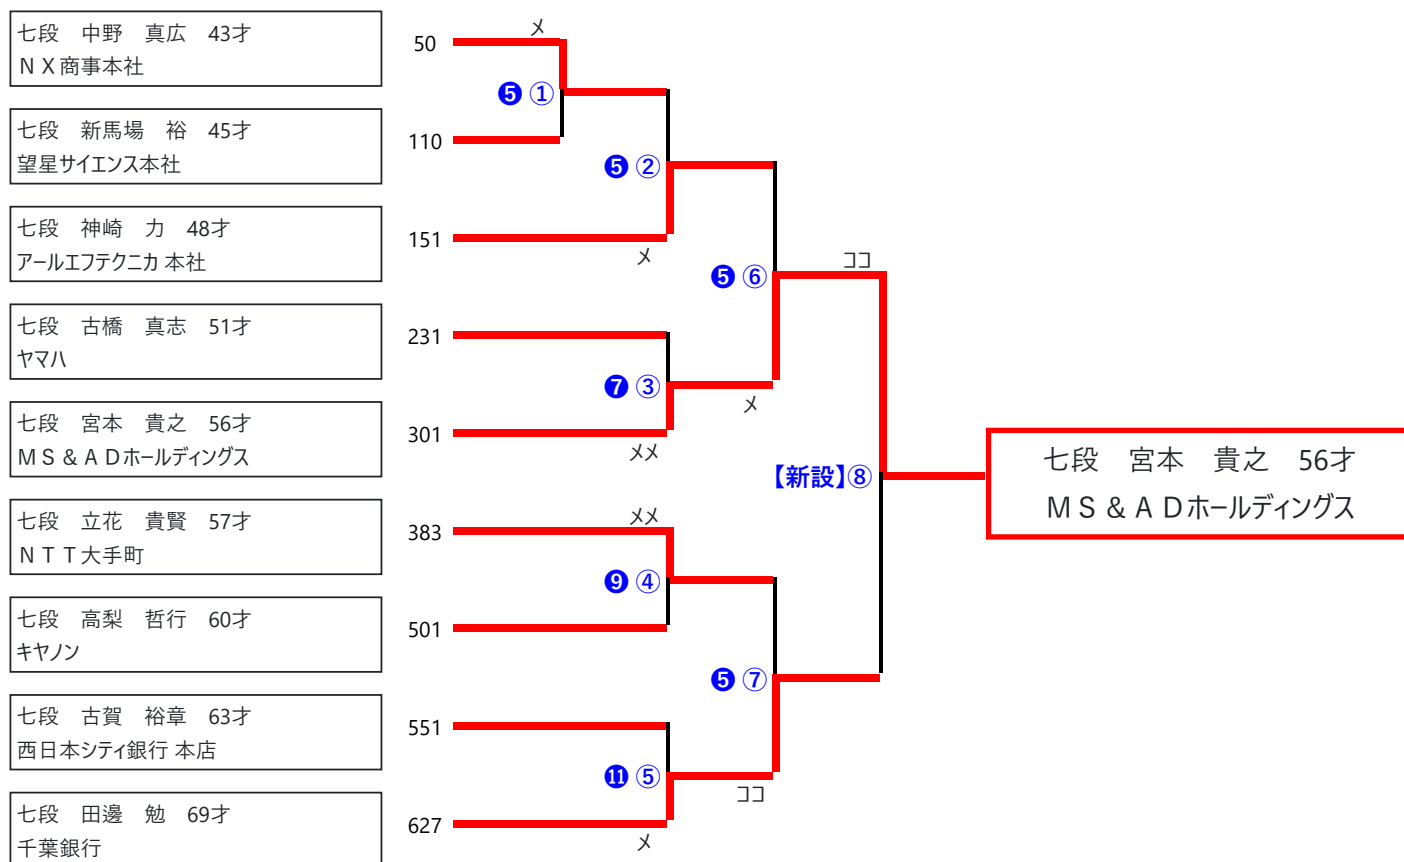 七段　中野　真広　43才
ＮＸ商事本社
50
メ
❺ ①
七段　新馬場　裕　45才
望星サイエンス本社
110
❺ ②
七段　神崎　力　48才
アールエフテクニカ 本社
151
メ
❺ ⑥
ココ
七段　古橋　真志　51才
ヤマハ
231
❼ ③
メ
七段　宮本　貴之　56才
ＭＳ＆ＡＤホールディングス
301
メメ
【新設】⑧
七段　宮本　貴之　56才
ＭＳ＆ＡＤホールディングス
七段　立花　貴賢　57才
ＮＴＴ大手町
383
メメ
❾ ④
七段　高梨　哲行　60才
キヤノン
501
❺ ⑦
七段　古賀　裕章　63才
西日本シティ銀行 本店
551
⓫ ⑤
ココ
七段　田邊　勉　69才
千葉銀行
627
メ